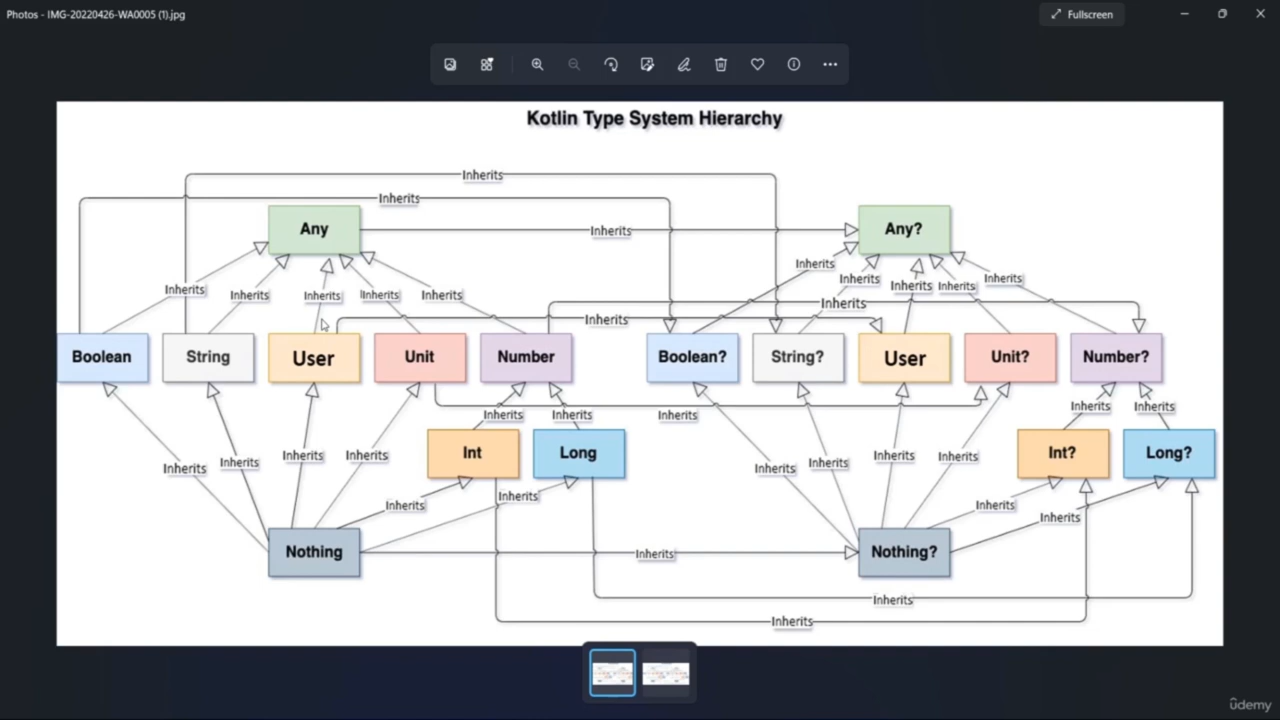 Photos - IMG-20220426-WA0005 (1).jpg
Fullscreen
Kotlin Type System Hierarchy
Inherits
Inherits
Any
Inherits
Any?
Inherits
Inherits
Inherits
Inherits
Inherits
Inherits
Inherits
Inherits
Inherits
Inherits
Inherits
Inherits
Boolean
String
User
Unit
Number
Boolean?
String?
User
Unit?
Number?
Inherits
Inherits
Inherits
Inherits
Inherits
Int
Long
Int?
Long?
Inherits
Inherits
Inherits
Inherits
Inherits
Inherits
Inherits
Inherits
Inherits
Inherits
Inherits
Inherits
Nothing
Inherits
Nothing?
Inherits
Inherits
ûdemy